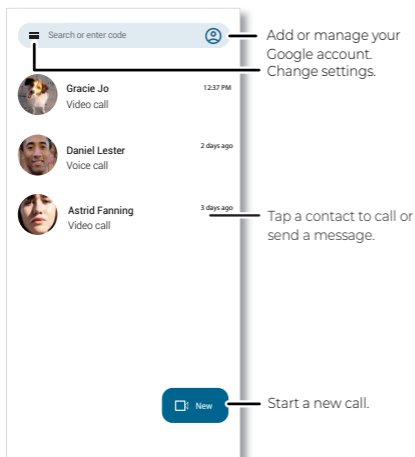 Search or enter code
Add or manage your
Google account.
Change settings.
Gracie Jo
12:37 PM
Video call
Daniel Lester
2 days ago
Voice call
Astrid Fanning
3 days ago
Video call
Tap a contact to call or
send a message.
New
Start a new call.